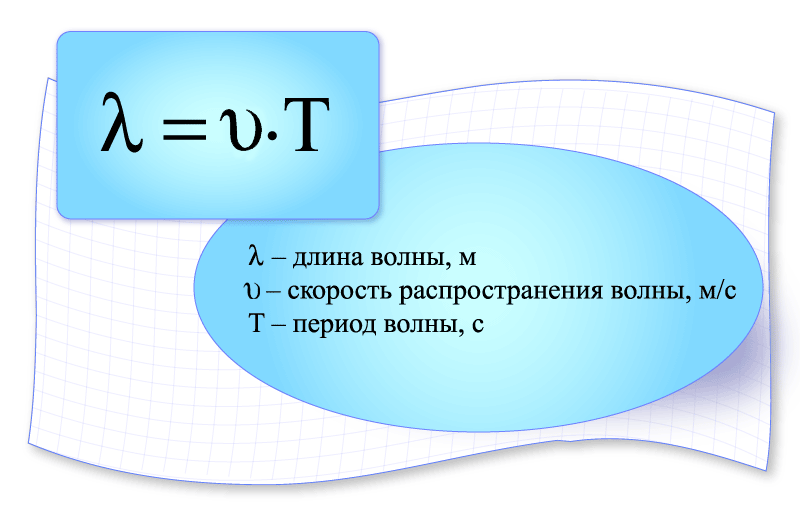 λ = υ·T
λ – длина волны, м
υ – скорость распространения волны, м/с
T – период волны, с